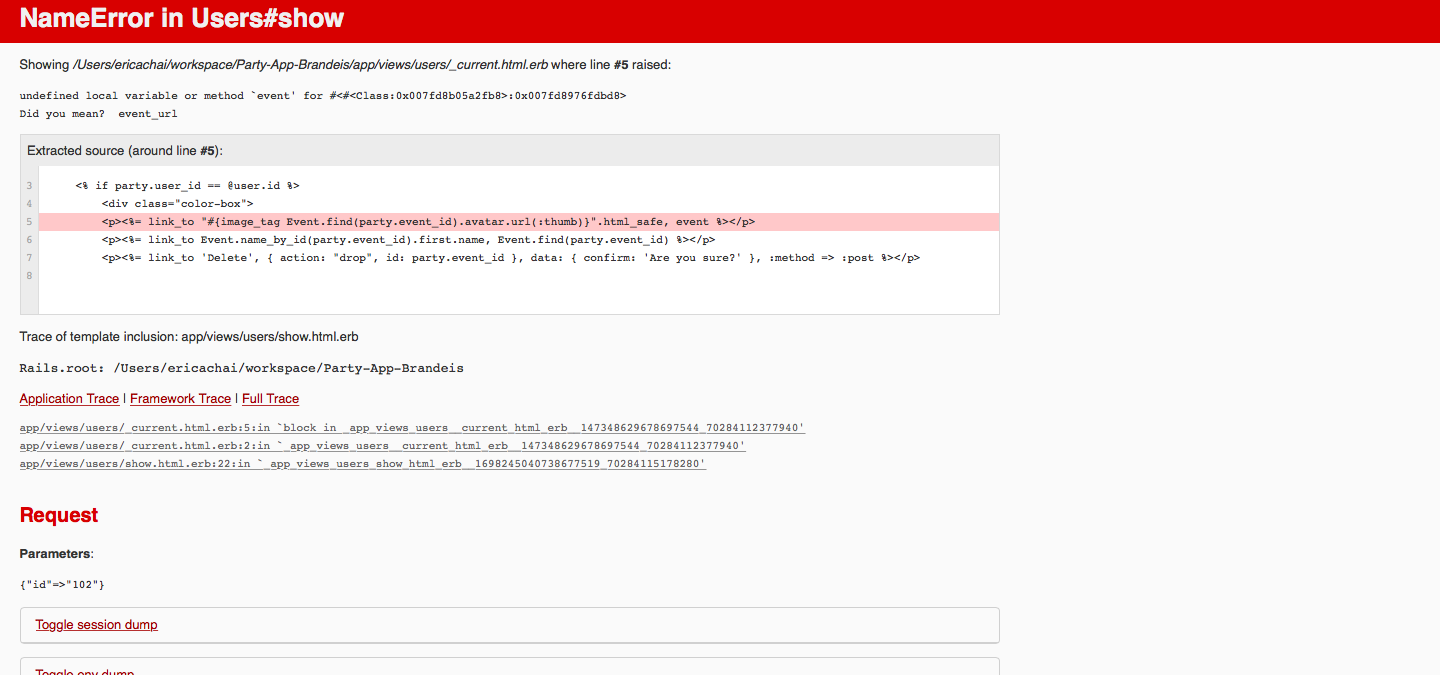 NameError in Users#show
Showing /Users/ericachai/workspace/Party-App-Brandeis/app/views/users/_current.html.erb where line #5 raised:
undefined local variable or method `event' for #<#<Class:0x007fd8b05a2fb8>:0x007fd8976fdbd8>
Did you mean?  event_url
Extracted source (around line #5):
3 <% if party.user_id == @user.id %>
4 <div class="color-box">
5 <p><%= link_to "#{image_tag Event.find(party.event_id).avatar.url(:thumb)}".html_safe, event %></p>
6 <p><%= link_to Event.name_by_id(party.event_id).first.name, Event.find(party.event_id) %></p>
7 <p><%= link_to 'Delete', { action: "drop", id: party.event_id }, data: { confirm: 'Are you sure?' }, :method => :post %></p>
8
Trace of template inclusion: app/views/users/show.html.erb
Rails.root: /Users/ericachai/workspace/Party-App-Brandeis
Application Trace | Framework Trace | Full Trace
app/views/users/_current.html.erb:5:in `block in _app_views_users__current_html_erb__147348629678697544_70284112377940'
app/views/users/_current.html.erb:2:in `_app_views_users__current_html_erb__147348629678697544_70284112377940'
app/views/users/show.html.erb:22:in `_app_views_users_show_html_erb__1698245040738677519_70284115178280'
Request
Parameters:
{"id"=>"102"}
Toggle session dump
Toggle env dump